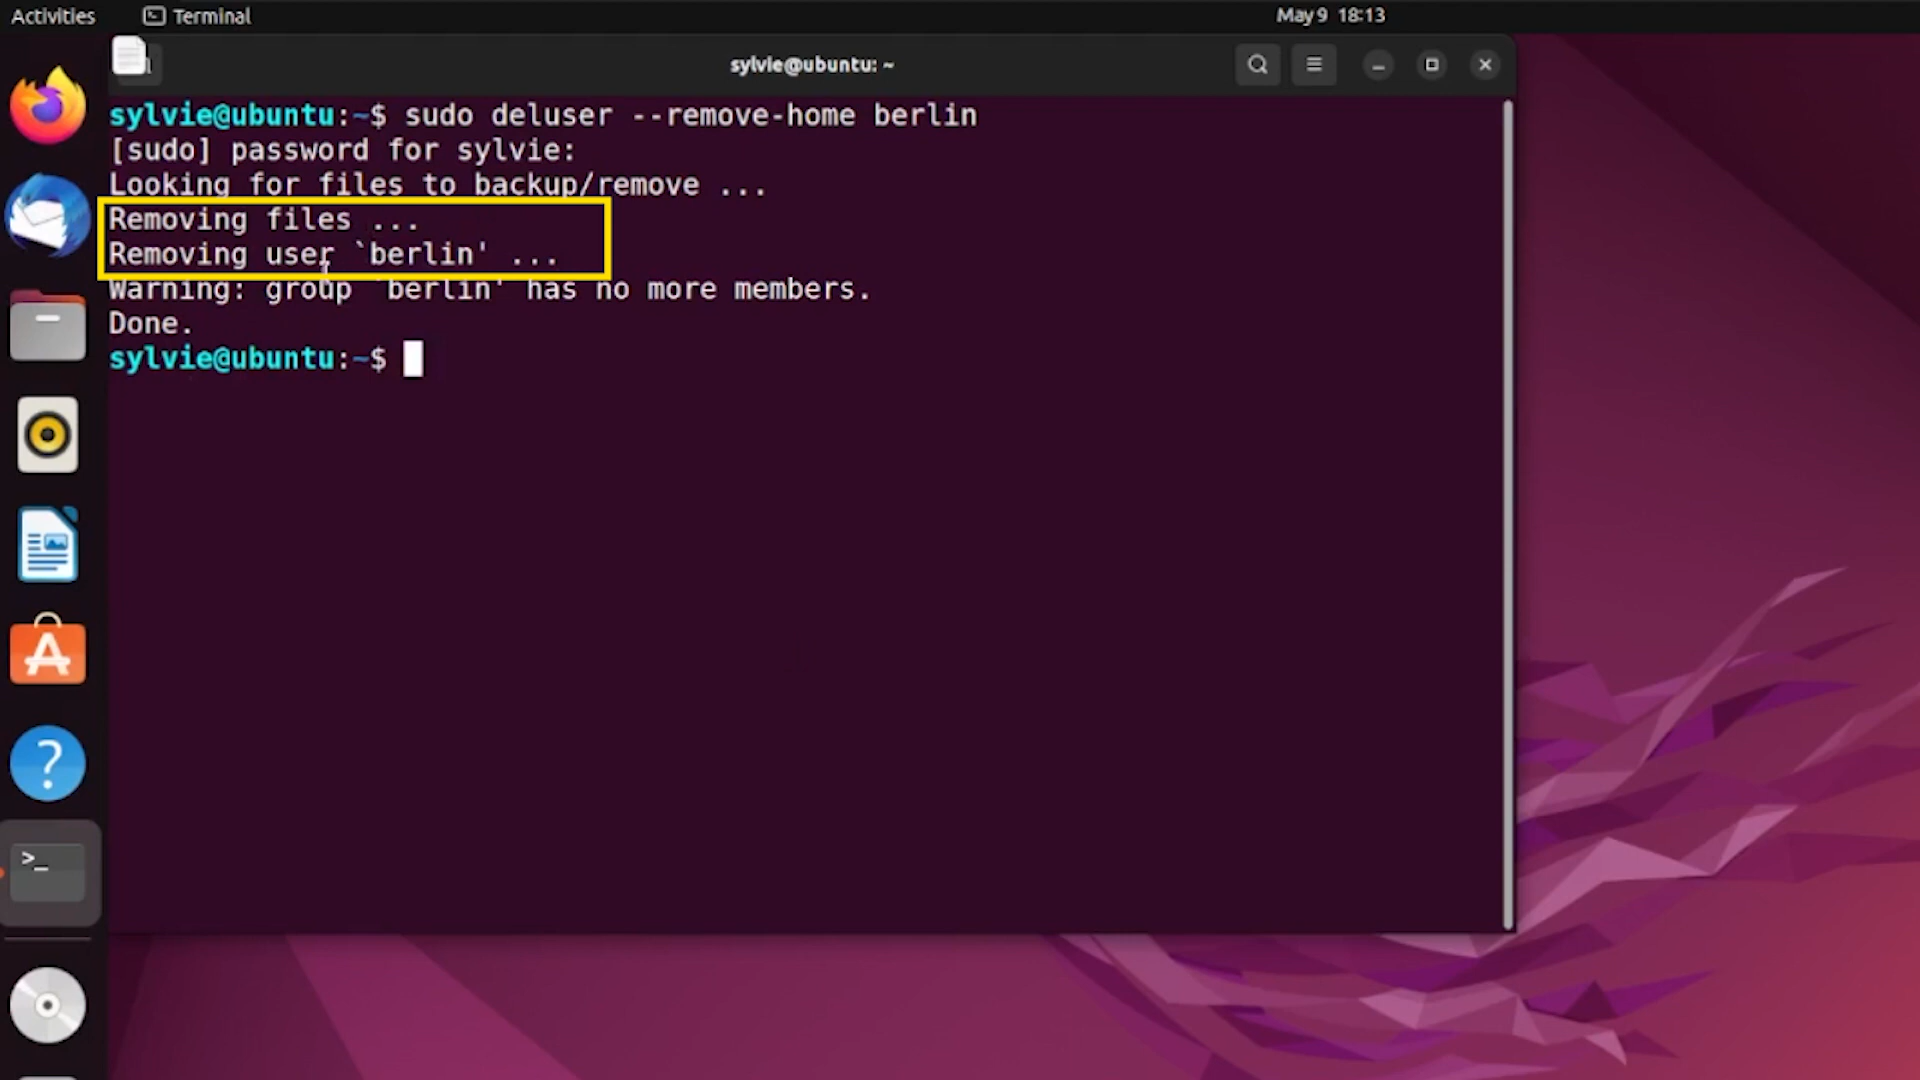 Activities Terminal May 9 18:13
sylvie@ubuntu: ~
sylvie@ubuntu:~$ sudo deluser --remove-home berlin
[sudo] password for sylvie:
Looking for files to backup/remove ...
Removing files ...
Removing user `berlin' ...
Warning: group `berlin' has no more members.
Done.
sylvie@ubuntu:~$